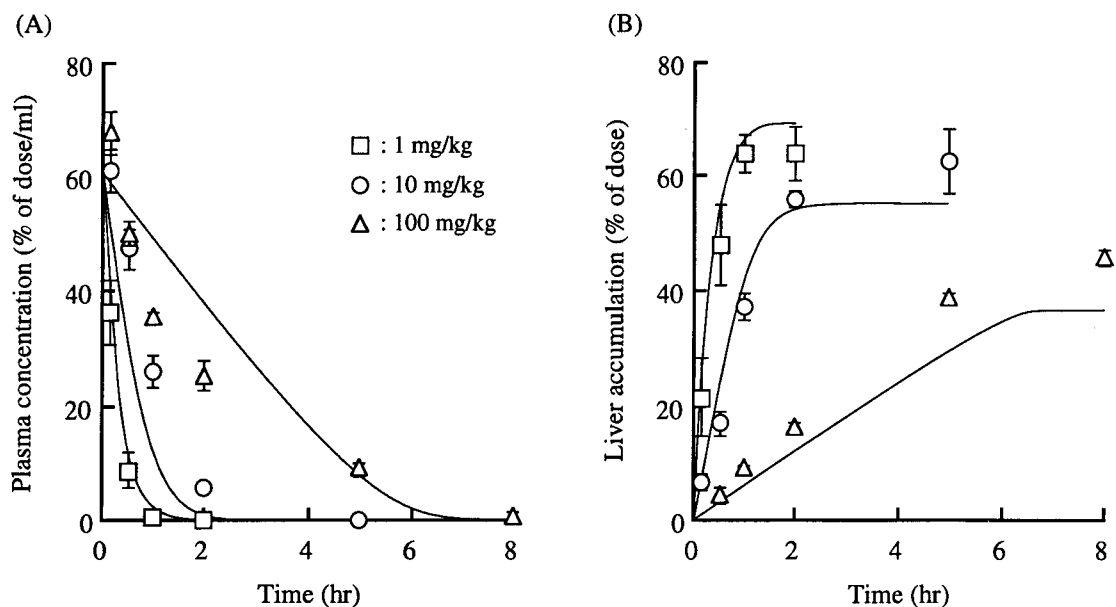 (A)
80
60
40
20
0
Plasma concentration (% of dose/ml)
: 1 mg/kg
: 10 mg/kg
: 100 mg/kg
0 2 4 6 8
Time (hr)
(B)
80
60
40
20
0
Liver accumulation (% of dose)
0 2 4 6 8
Time (hr)